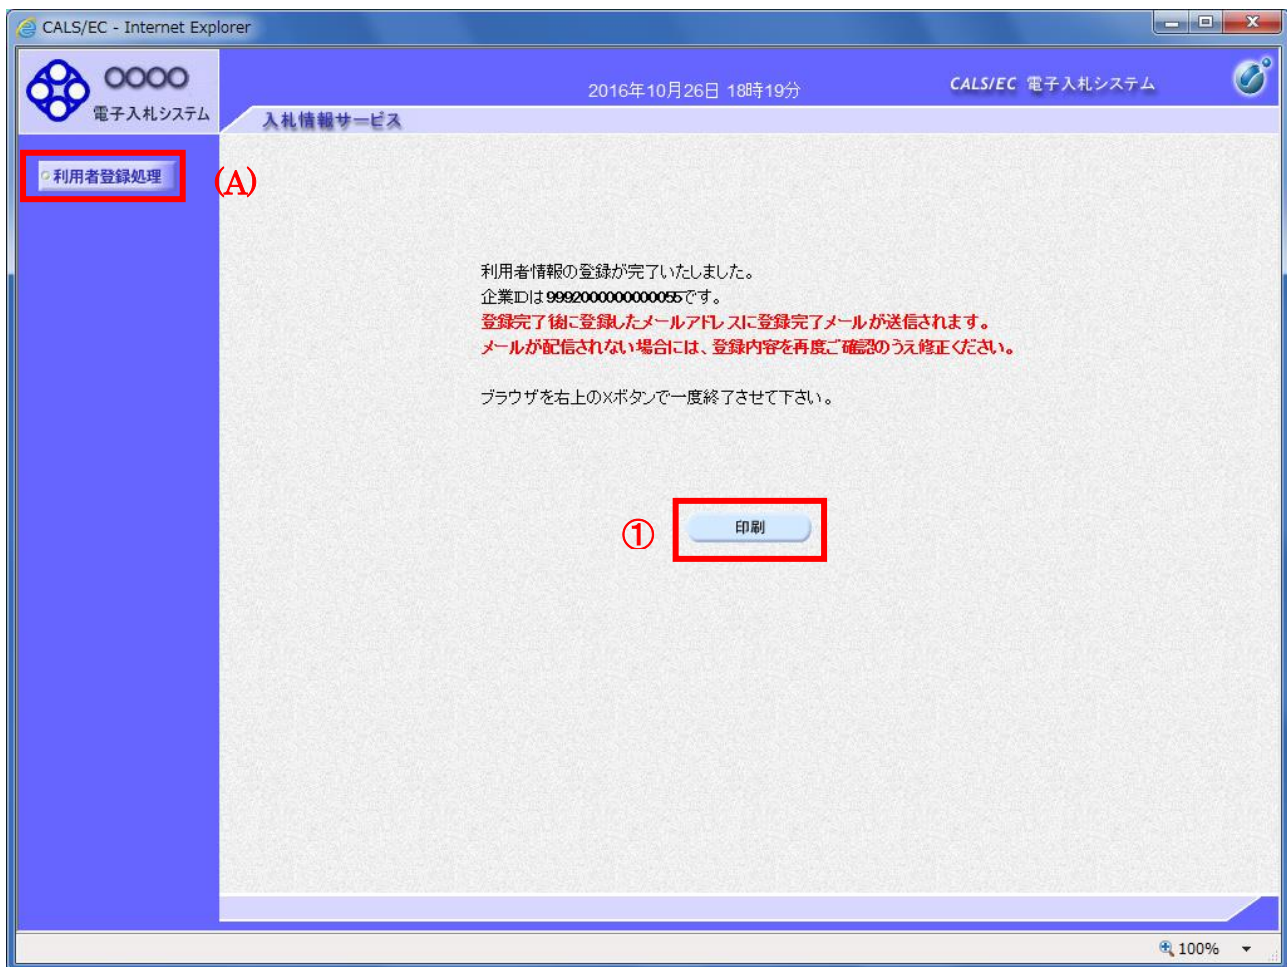 CALS/EC - Internet Explorer
○○○○
電子入札システム
2016年10月26日 18時19分
CALS/EC 電子入札システム
入札情報サービス
利用者登録処理
(A)
利用者情報の登録が完了いたしました。
企業IDは9992000000000055です。
登録完了後に登録したメールアドレスに登録完了メールが送信されます。
メールが配信されない場合には、登録内容を再度ご確認のうえ修正ください。
ブラウザを右上の×ボタンで一度終了させて下さい。
① 印刷
100%